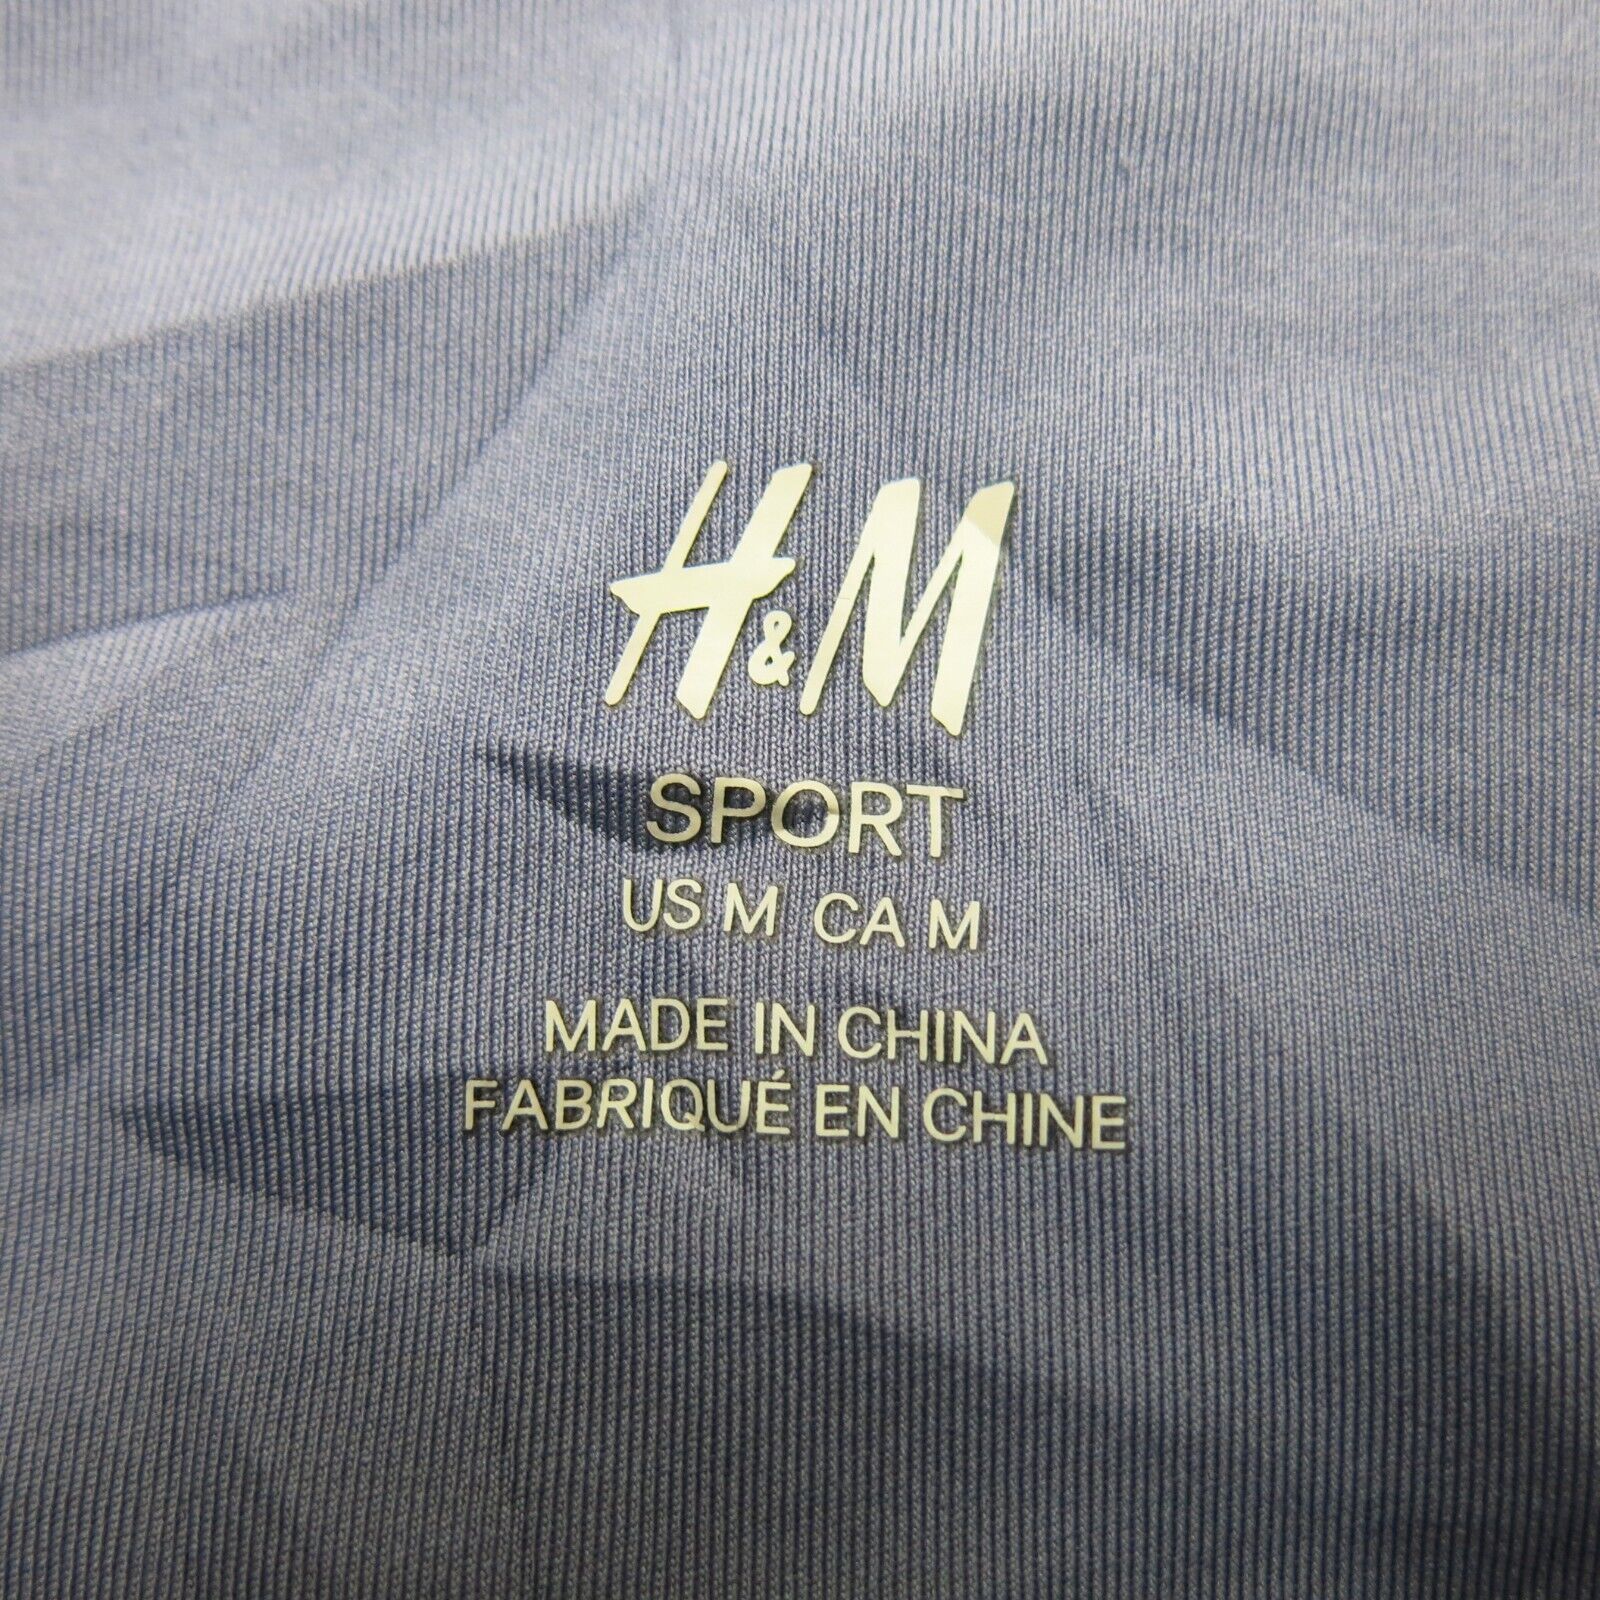 H&M
SPORT
US M CA M
MADE IN CHINA
FABRIQUÉ EN CHINE